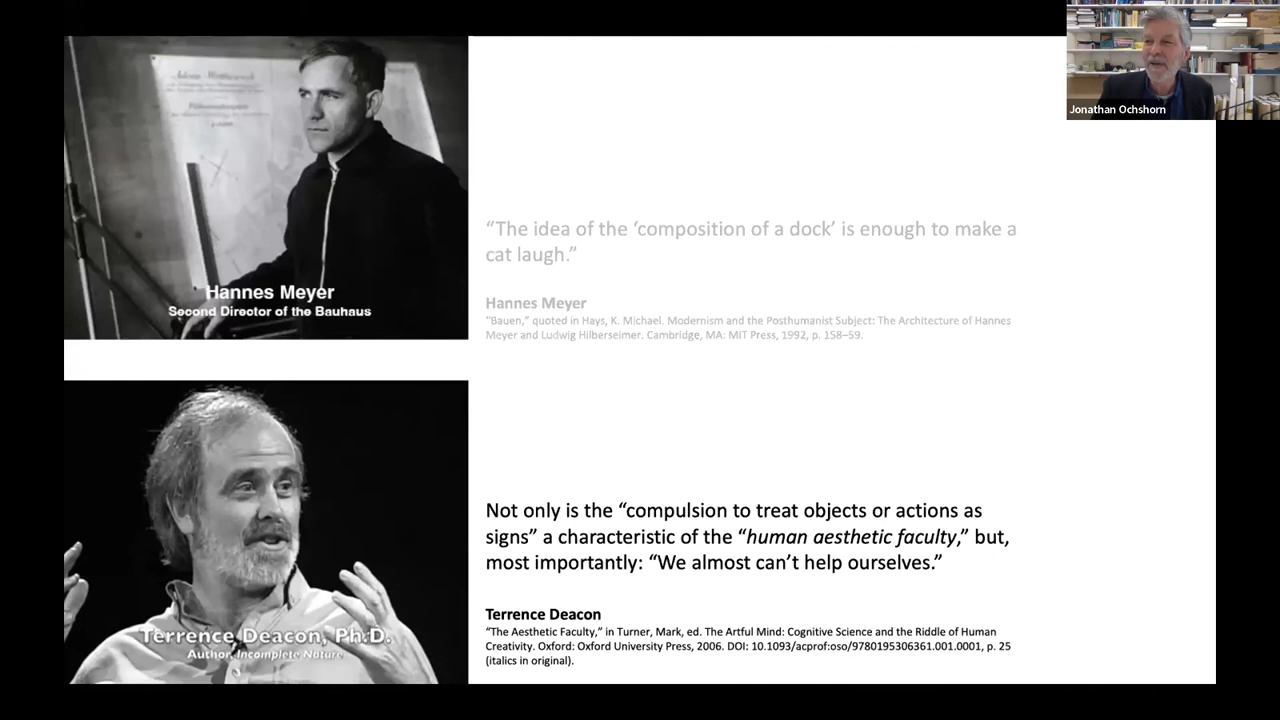 Jonathan Ochshorn
Hannes Meyer
Second Director of the Bauhaus
“The idea of the ‘composition of a dock’ is enough to make a
cat laugh.”
Hannes Meyer
“Bauen,” quoted in Hays, K. Michael. Modernism and the Posthumanist Subject: The Architecture of Hannes
Meyer and Ludwig Hilberseimer. Cambridge, MA: MIT Press, 1992, p. 158–59.
Terrence Deacon, Ph.D.
Author, Incomplete Nature
Not only is the “compulsion to treat objects or actions as
signs” a characteristic of the “human aesthetic faculty,” but,
most importantly: “We almost can’t help ourselves.”
Terrence Deacon
“The Aesthetic Faculty,” in Turner, Mark, ed. The Artful Mind: Cognitive Science and the Riddle of Human
Creativity. Oxford: Oxford University Press, 2006. DOI: 10.1093/acprof:oso/9780195306361.001.0001, p. 25
(italics in original).